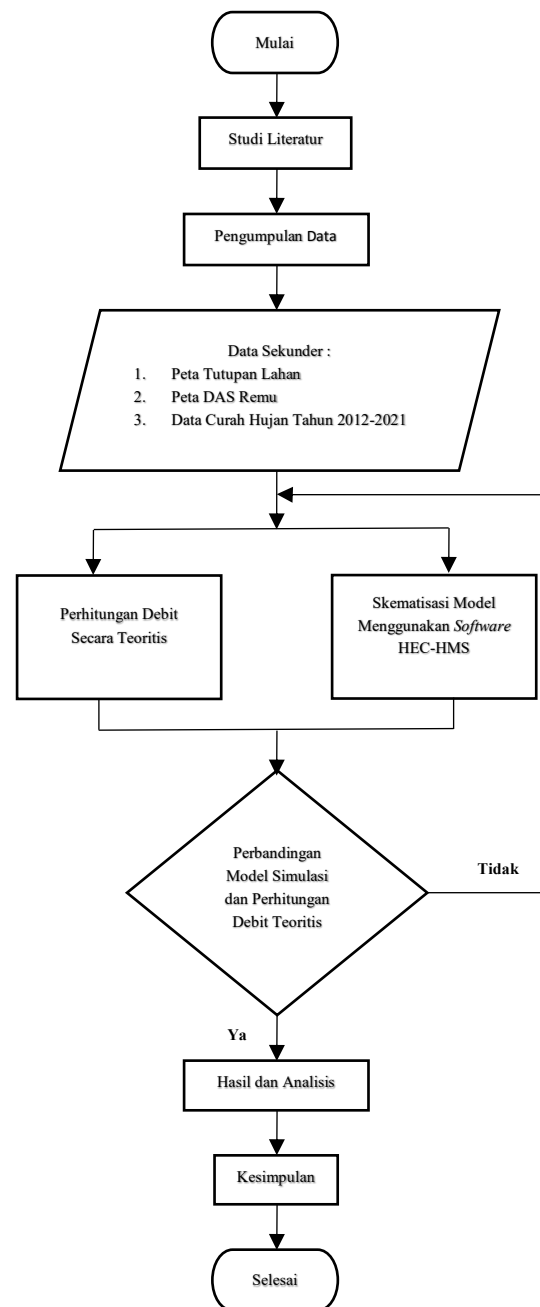 Mulai
Studi Literatur
Pengumpulan Data
Data Sekunder :
1. Peta Tutupan Lahan
2. Peta DAS Remu
3. Data Curah Hujan Tahun 2012-2021
Perhitungan Debit
Secara Teoritis
Skematisasi Model
Menggunakan Software
HEC-HMS
Perbandingan
Model Simulasi
dan Perhitungan
Debit Teoritis
Tidak
Ya
Hasil dan Analisis
Kesimpulan
Selesai